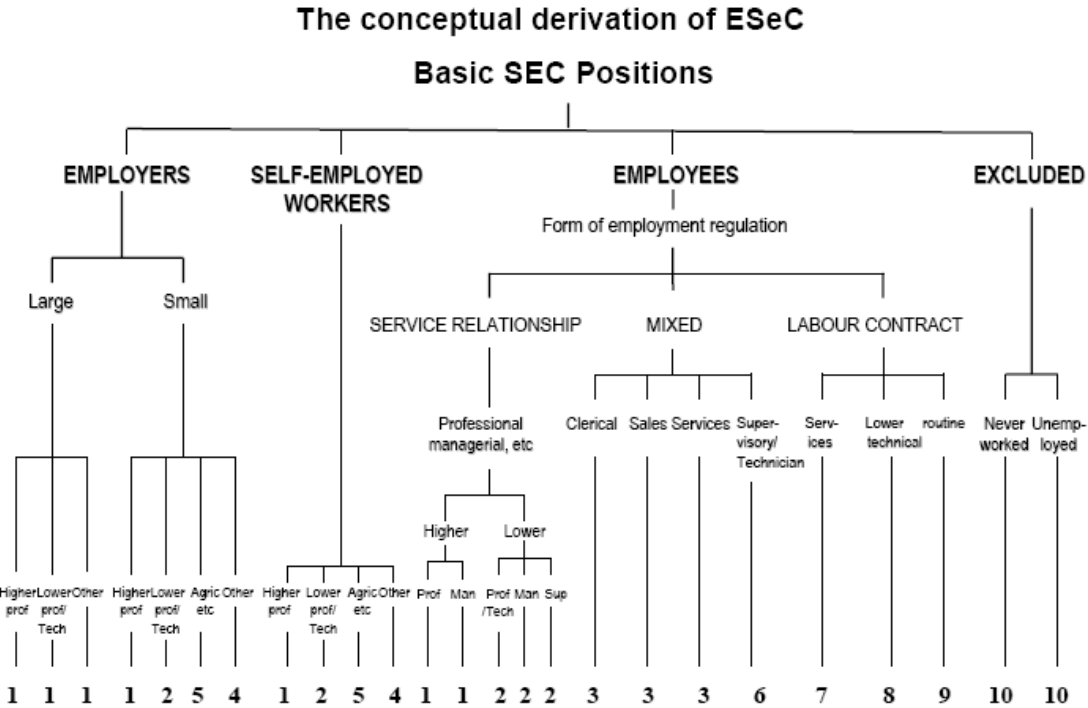 The conceptual derivation of ESeC
Basic SEC Positions
EMPLOYERS
SELF-EMPLOYED
WORKERS
EMPLOYEES
EXCLUDED
Form of employment regulation
Large
Small
SERVICE RELATIONSHIP
MIXED
LABOUR CONTRACT
Professional
managerial, etc
Clerical
Sales
Services
Super-
visory/
Technician
Serv-
ices
Lower
technical
routine
Never
worked
Unemp-
loyed
Higher
Lower
Higher
prof
Lower
prof/
Tech
Other
Higher
prof
Lower
prof/
Tech
Agric
etc
Other
Higher
prof
Lower
prof/
Tech
Agric
etc
Other
Prof
Man
Prof
/Tech
Man
Sup
1 1 1 1 2 5 4 1 2 5 4 1 1 2 2 2 3 3 3 6 7 8 9 10 10